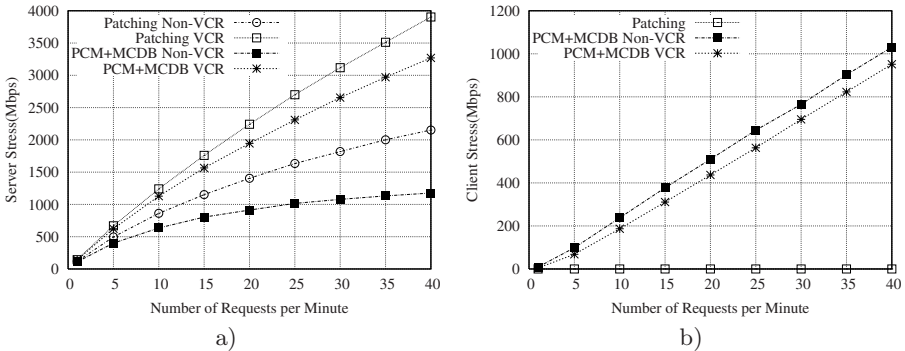 Patching Non-VCR
Patching VCR
PCM+MCDB Non-VCR
PCM+MCDB VCR
4000
3500
3000
2500
2000
1500
1000
500
0
Server Stress(Mbps)
0 5 10 15 20 25 30 35 40
Number of Requests per Minute
a)
Patching
PCM+MCDB Non-VCR
PCM+MCDB VCR
1200
1000
800
600
400
200
0
Client Stress(Mbps)
0 5 10 15 20 25 30 35 40
Number of Requests per Minute
b)